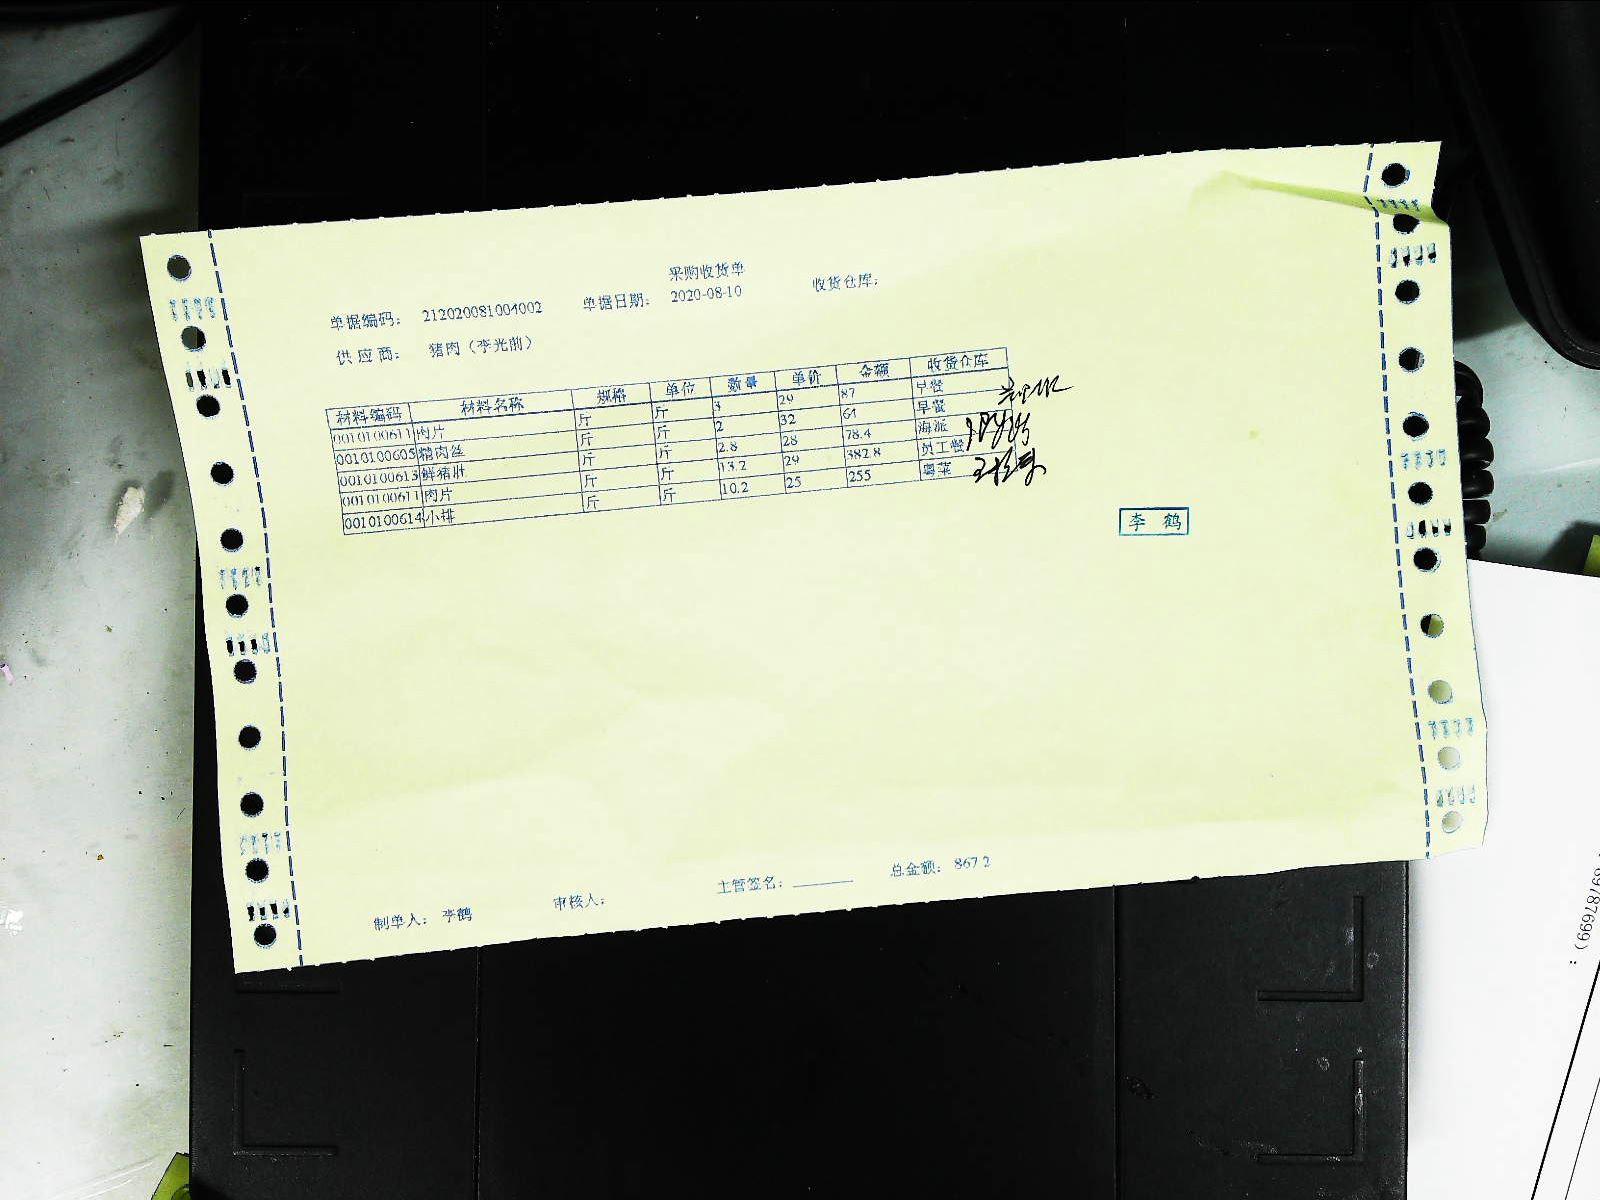 采购收货单
单据编码： 212020081004002 单据日期： 2020-08-10 收货仓库：
供 应 商： 猪肉（李光前）
材料编码 材料名称 规格 单位 数量 单价 金额 收货仓库
0010100611 肉片 斤 斤 3 29 87 早餐
0010100605 精肉丝 斤 斤 2 32 64 早餐
0010100613 鲜猪肚 斤 斤 2.8 28 78.4 海派
0010100611 肉片 斤 斤 13.2 29 382.8 员工餐
0010100614 小排 斤 斤 10.2 25 255 粤菜
李 鹤
制单人： 李鹤 审核人： 主管签名： ______ 总金额： 867.2
69787699)：